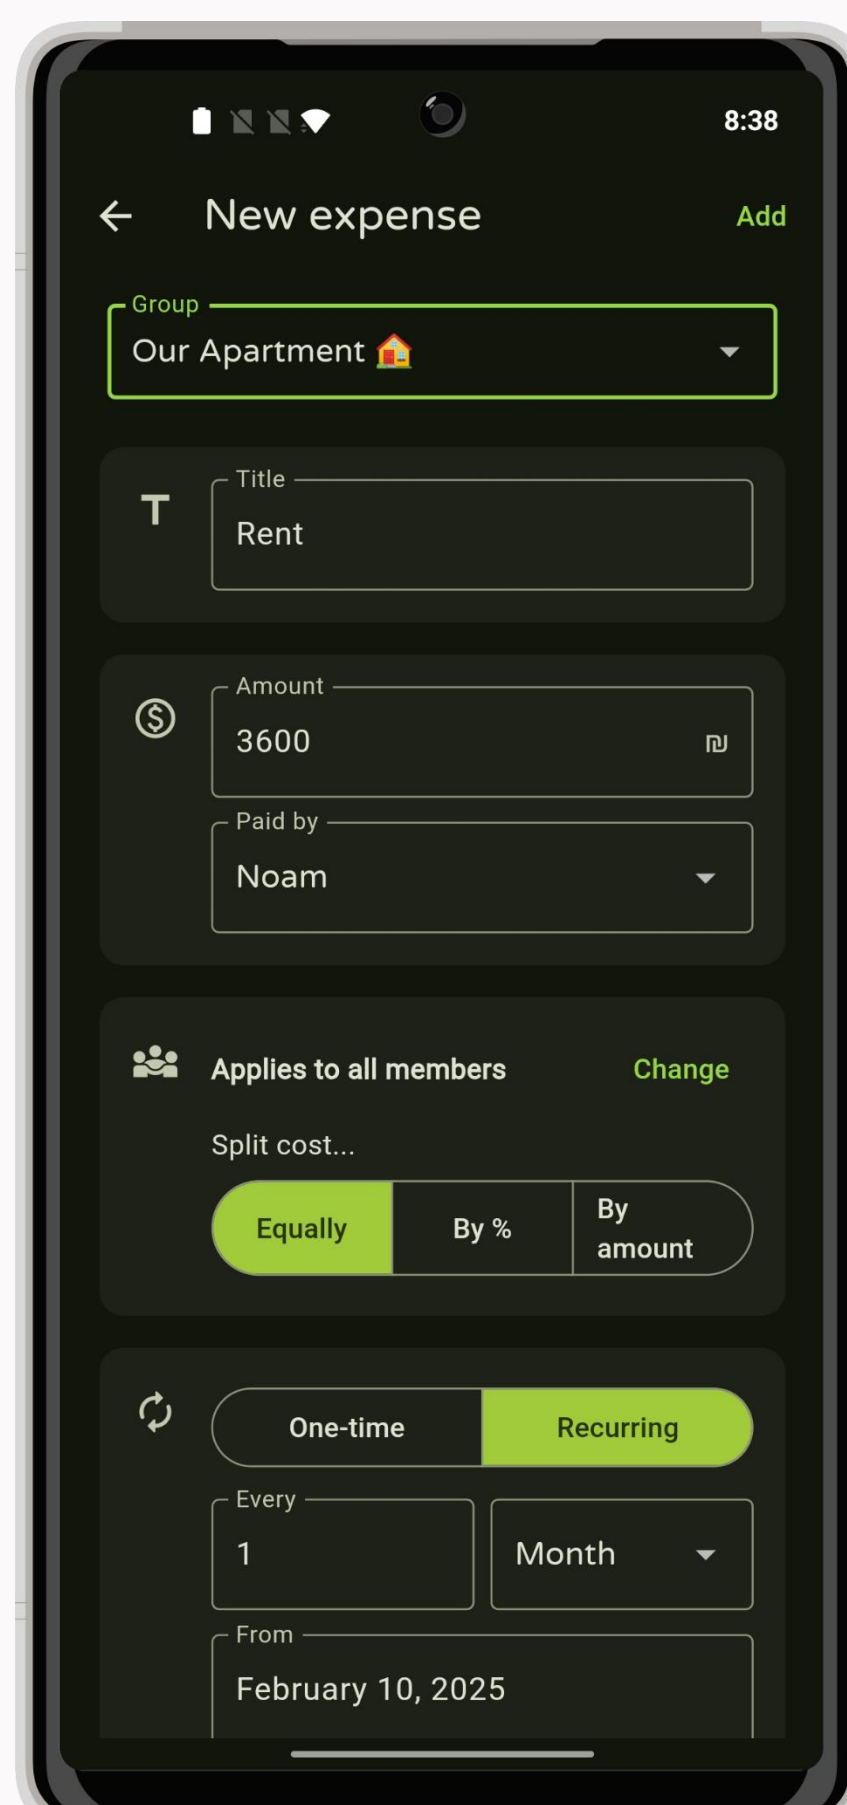 8:38
New expense
Add
Group
Our Apartment 🏠
Title
Rent
Amount
3600
₪
Paid by
Noam
Applies to all members
Change
Split cost...
Equally
By %
By
amount
One-time
Recurring
Every
1
Month
From
February 10, 2025